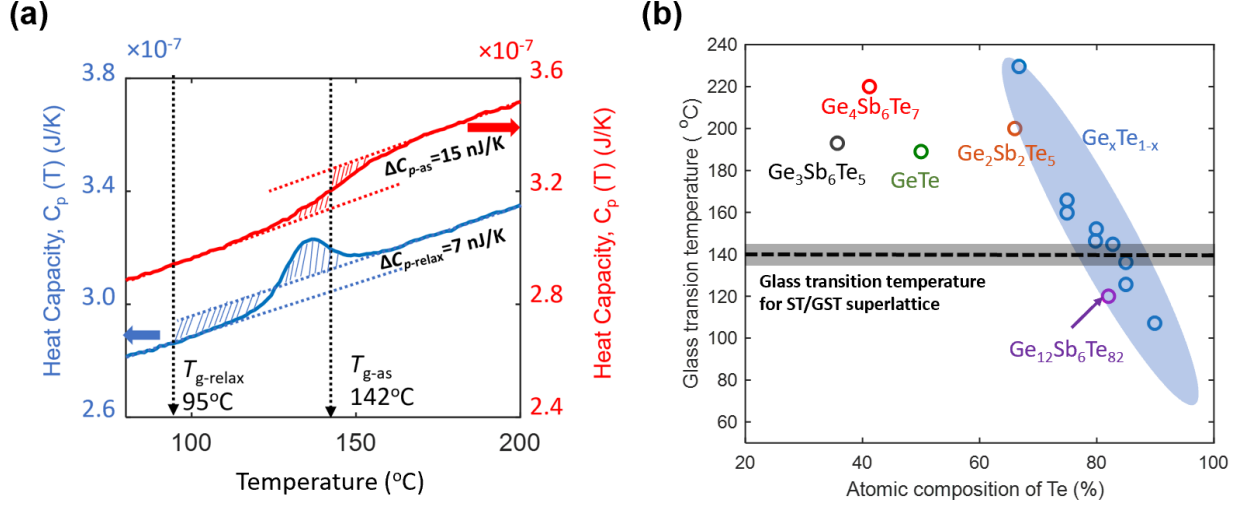 (a)
×10⁻⁷
×10⁻⁷
3.8
3.4
3.0
2.6
Heat Capacity, Cₚ (T) (J/K)
3.6
3.2
2.8
2.4
Heat Capacity, Cₚ (T) (J/K)
ΔCₚ₋ₐₛ=15 nJ/K
ΔCₚ₋ᵣₑₗₐₓ=7 nJ/K
T g-relax
95°C
T g-as
142°C
100
150
200
Temperature (°C)
(b)
240
220
200
180
160
140
120
100
80
60
Glass transition temperature (°C)
Ge₄Sb₆Te₇
Ge₃Sb₆Te₅
GeTe
Ge₂Sb₂Te₅
GeₓTe₁₋ₓ
Glass transition temperature
for ST/GST superlattice
Ge₁₂Sb₆Te₈₂
20
40
60
80
100
Atomic composition of Te (%)